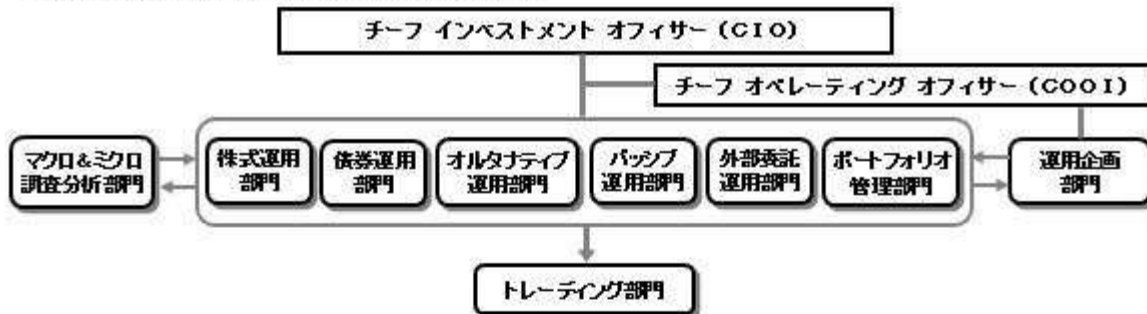 チーフ インベストメント オフィサー (CIO)
チーフ オペレーティング オフィサー (COOI)
マクロ&ミクロ
調査分析部門
株式運用
部門
債券運用
部門
オルタナティブ
運用部門
パッシブ
運用部門
外部委託
運用部門
ポートフォリオ
管理部門
運用企画
部門
トレーディング部門